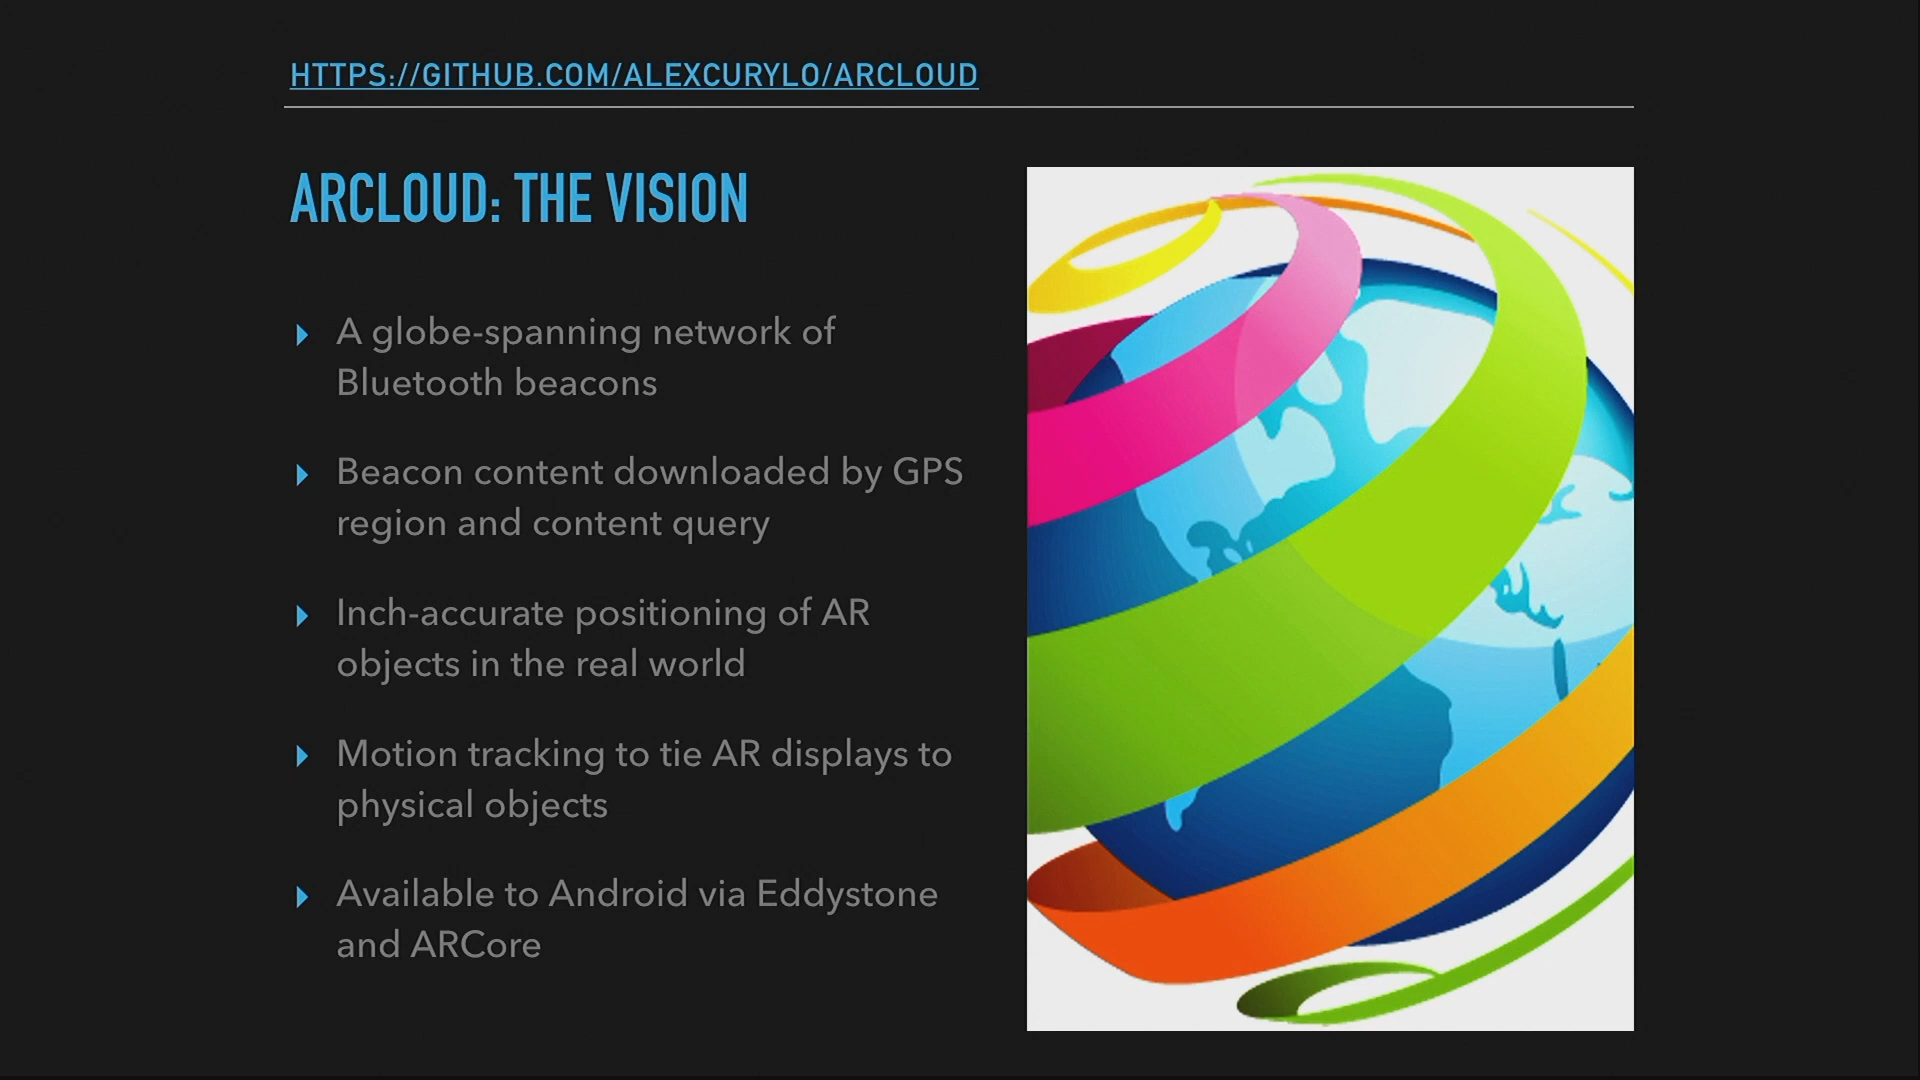 HTTPS://GITHUB.COM/ALEXCURYLO/ARCLOUD
ARCLOUD: THE VISION
A globe-spanning network of
Bluetooth beacons
Beacon content downloaded by GPS
region and content query
Inch-accurate positioning of AR
objects in the real world
Motion tracking to tie AR displays to
physical objects
Available to Android via Eddystone
and ARCore